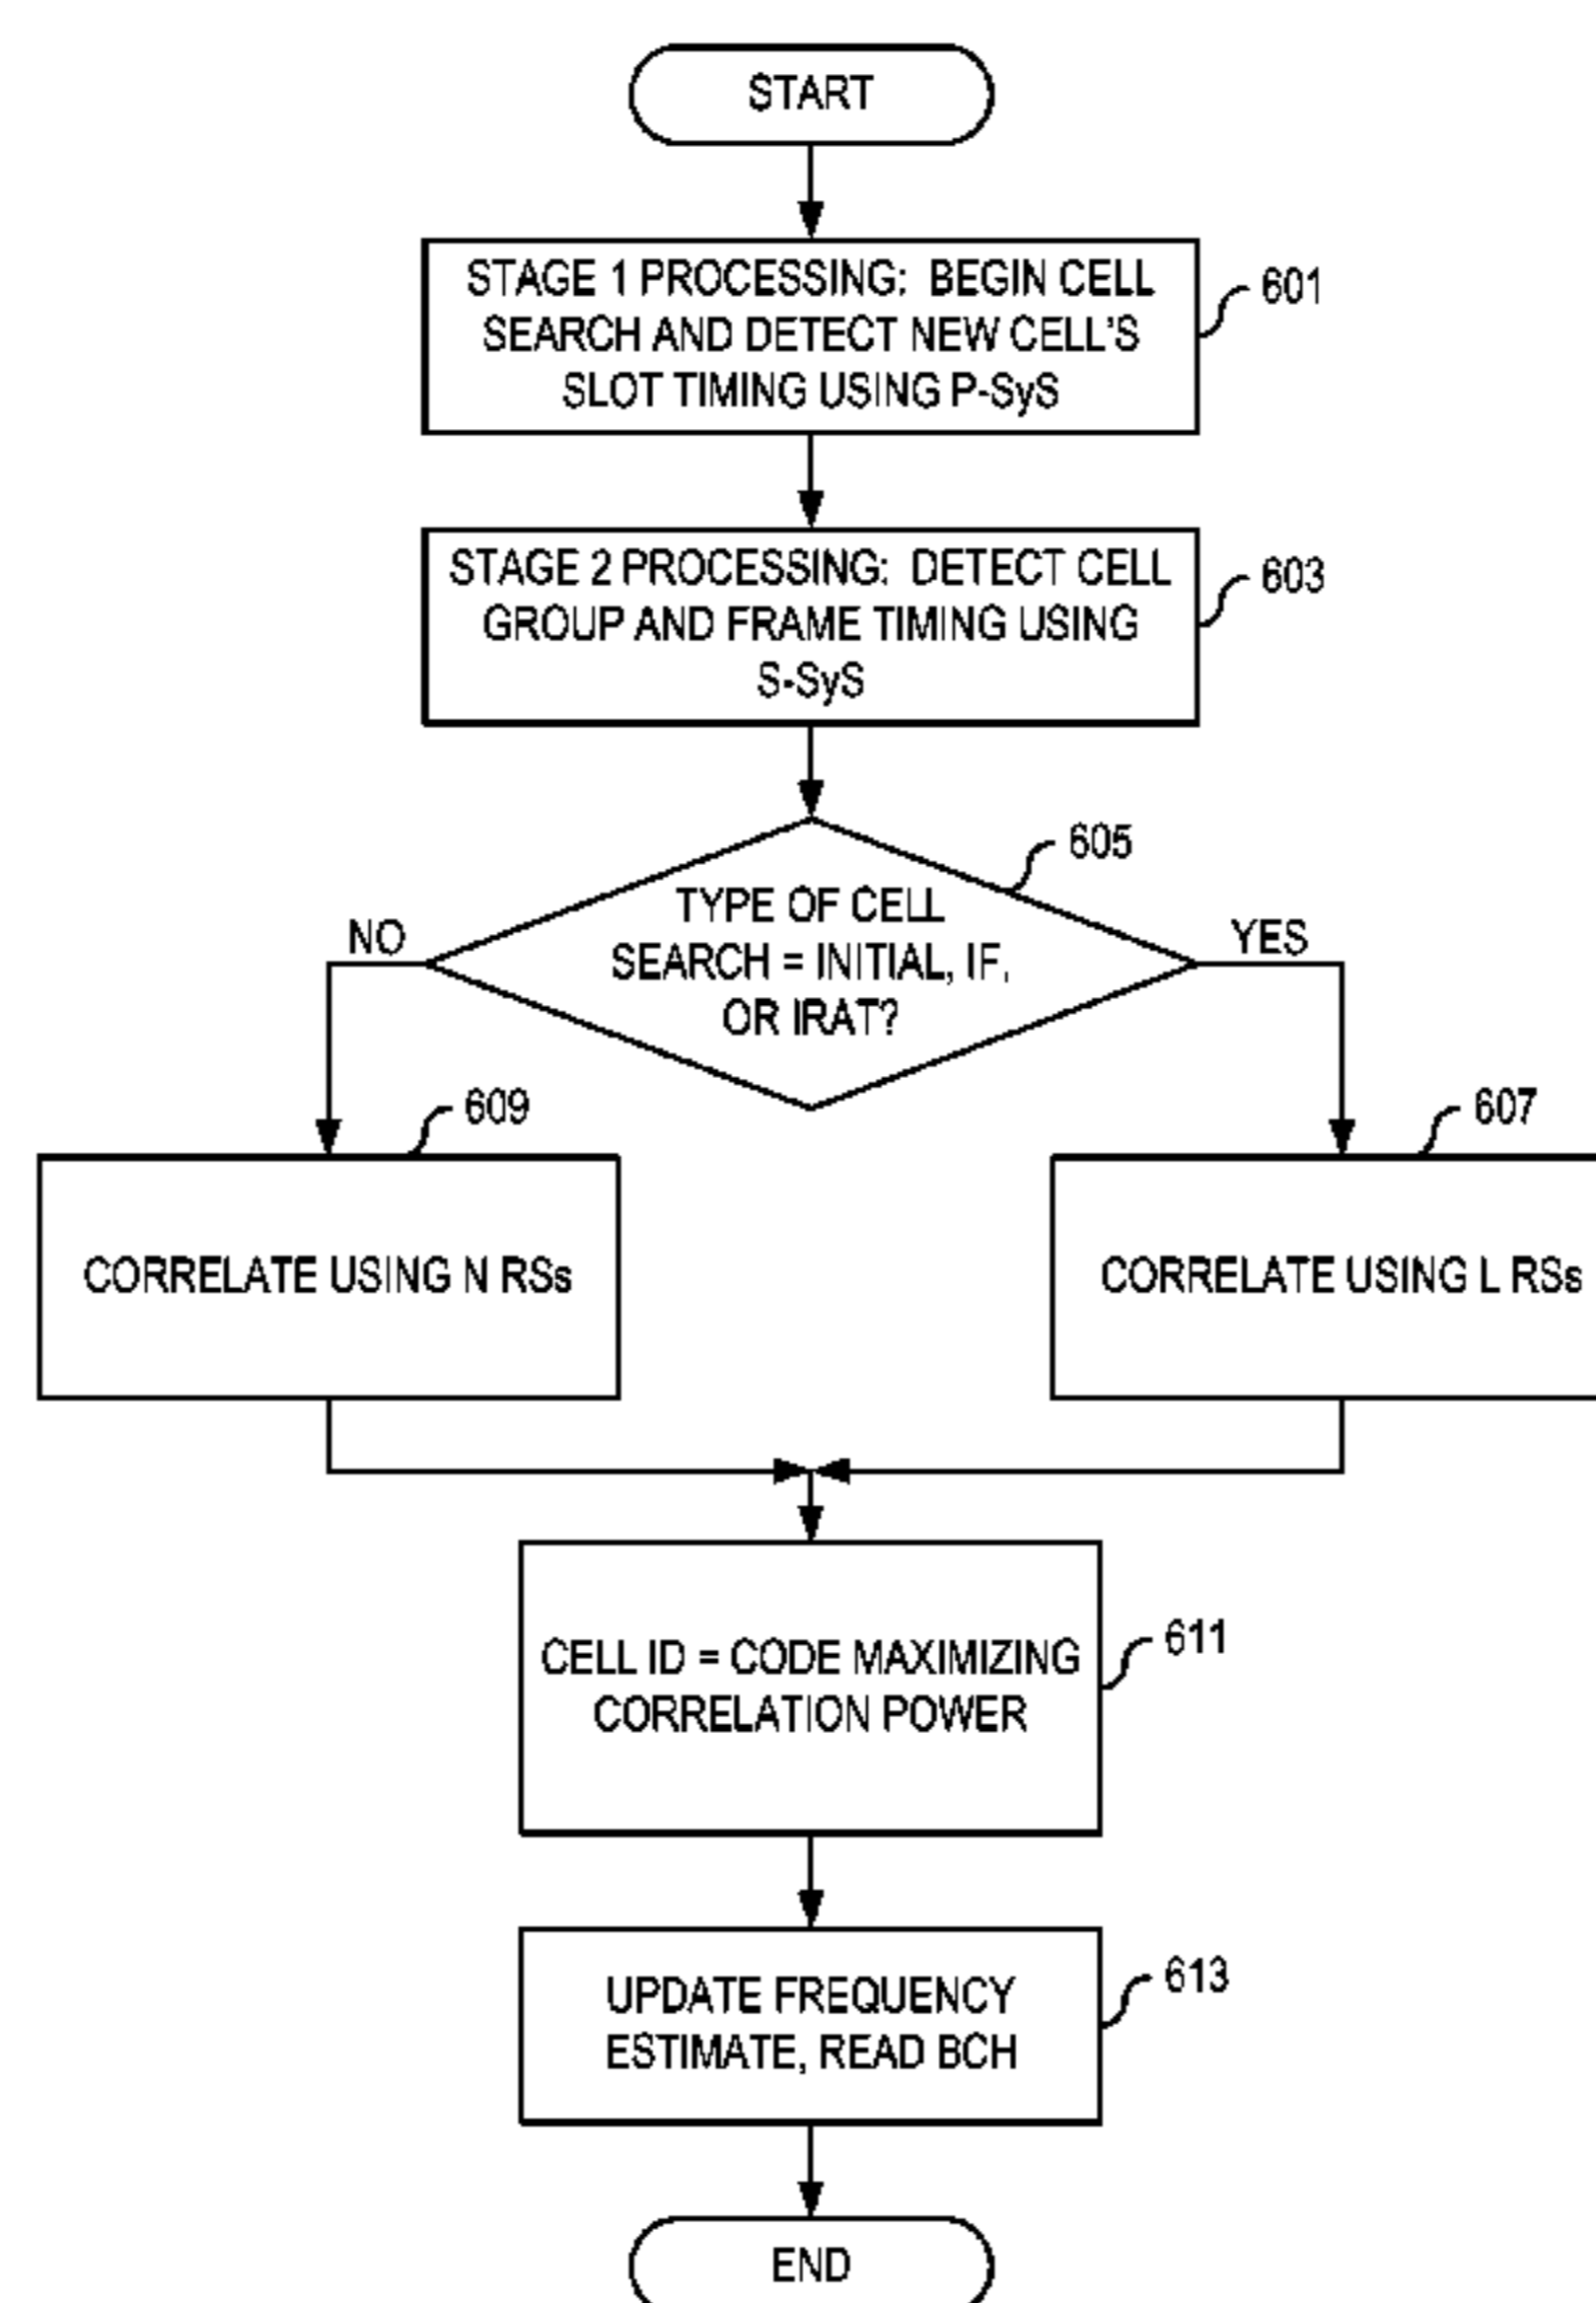 START
STAGE 1 PROCESSING: BEGIN CELL
SEARCH AND DETECT NEW CELL'S
SLOT TIMING USING P-SyS
601
STAGE 2 PROCESSING: DETECT CELL
GROUP AND FRAME TIMING USING
S-SyS
603
605
TYPE OF CELL
SEARCH = INITIAL, IF,
OR IRAT?
NO
YES
609
607
CORRELATE USING N RSs
CORRELATE USING L RSs
CELL ID = CODE MAXIMIZING
CORRELATION POWER
611
UPDATE FREQUENCY
ESTIMATE, READ BCH
613
END